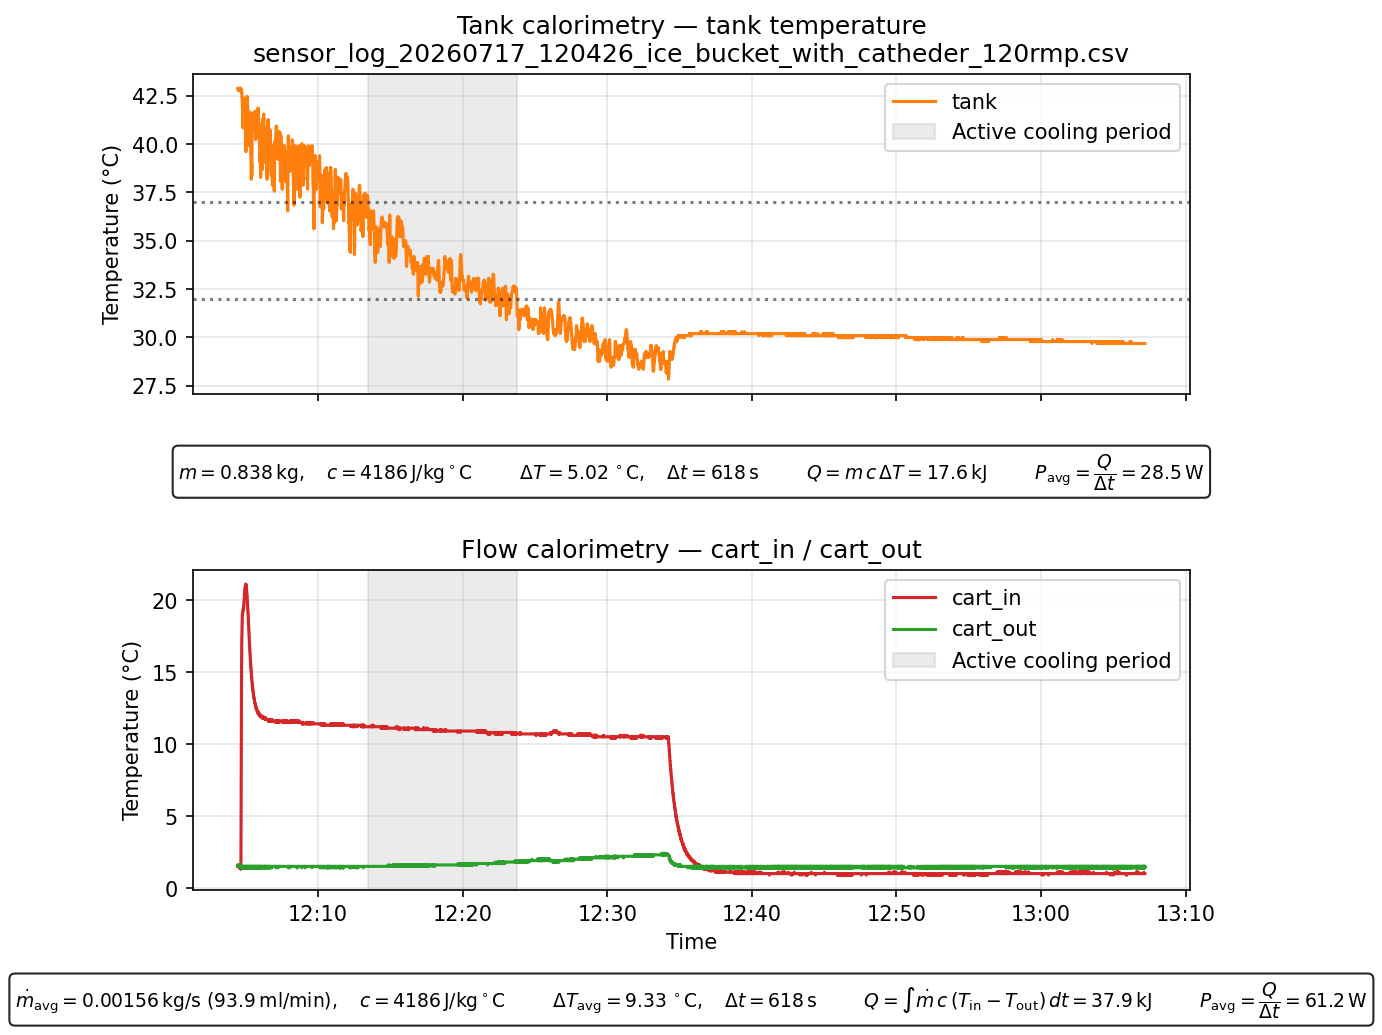 Tank calorimetry — tank temperature
sensor_log_20260717_120426_ice_bucket_with_catheder_120rmp.csv
42.5
40.0
37.5
35.0
32.5
30.0
27.5
Temperature (°C)
tank
Active cooling period
m = 0.838 kg, c = 4186 J/kg°C ΔT = 5.02 °C, Δt = 618 s Q = m c ΔT = 17.6 kJ P_avg = Q/Δt = 28.5 W
Flow calorimetry — cart_in / cart_out
20
15
10
5
0
Temperature (°C)
cart_in
cart_out
Active cooling period
12:10 12:20 12:30 12:40 12:50 13:00 13:10
Time
ṁ_avg = 0.00156 kg/s (93.9 ml/min), c = 4186 J/kg°C ΔT_avg = 9.33 °C, Δt = 618 s Q = ∫ ṁ c (T_in − T_out) dt = 37.9 kJ P_avg = Q/Δt = 61.2 W